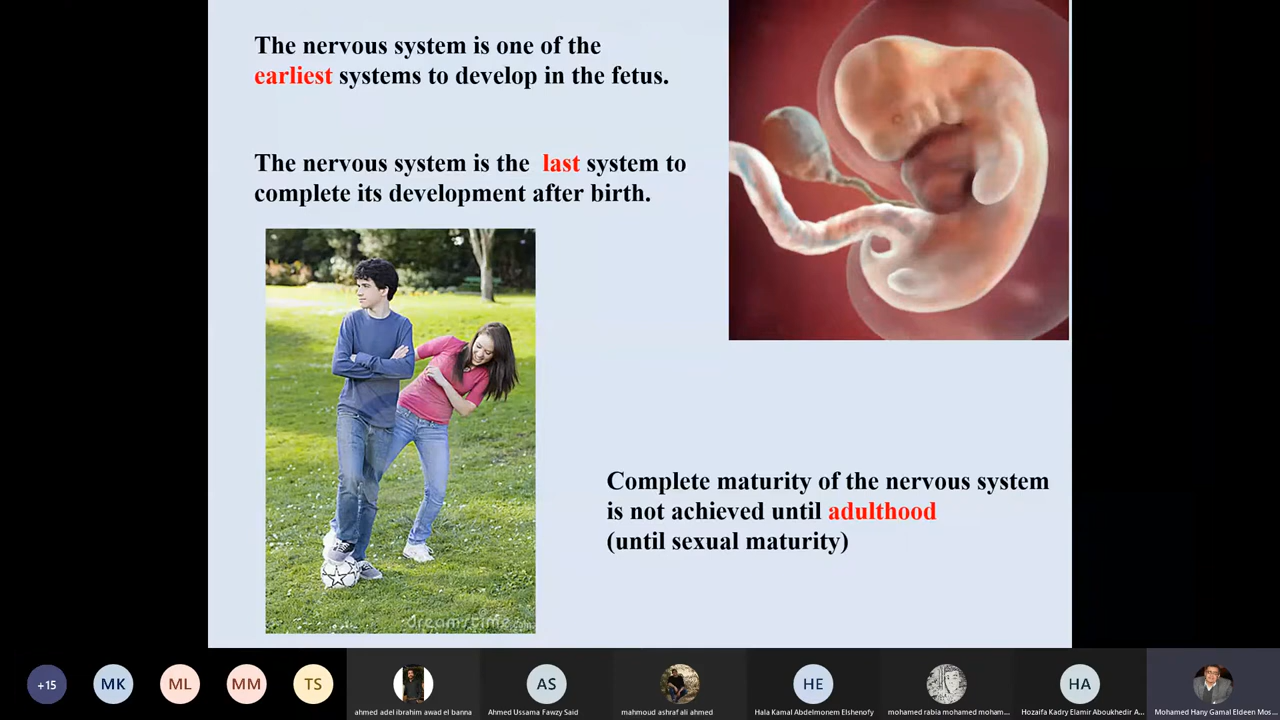 The nervous system is one of the
earliest systems to develop in the fetus.
The nervous system is the last system to
complete its development after birth.
Complete maturity of the nervous system
is not achieved until adulthood
(until sexual maturity)
dreamstime.com
+15
MK
ML
MM
TS
AS
HE
HA
ahmed adel ibrahim awad el banna
Ahmed Ussama Fawzy Said
mahmoud ashraf ali ahmed
Hala Kamal Abdelmonem Elshenofy
mohamed rabia mohamed moham...
Hozaifa Kadry Elamir Aboukhedir A...
Mohamed Hany Gamal Eldeen Mos...